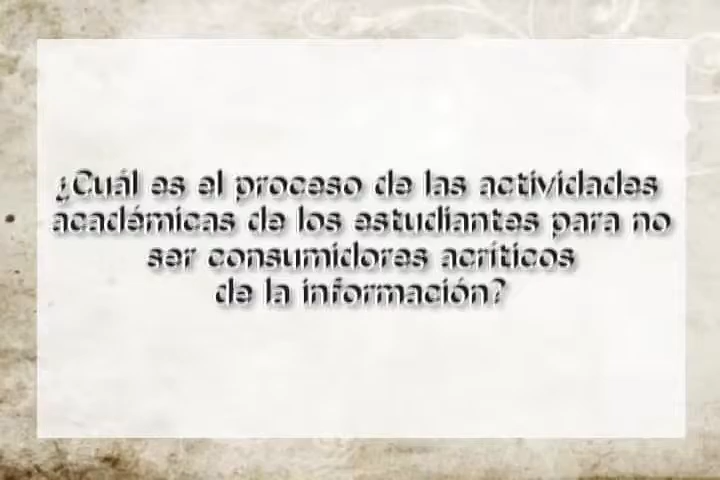 ¿Cuál es el proceso de las actividades
académicas de los estudiantes para no
ser consumidores acríticos
de la información?